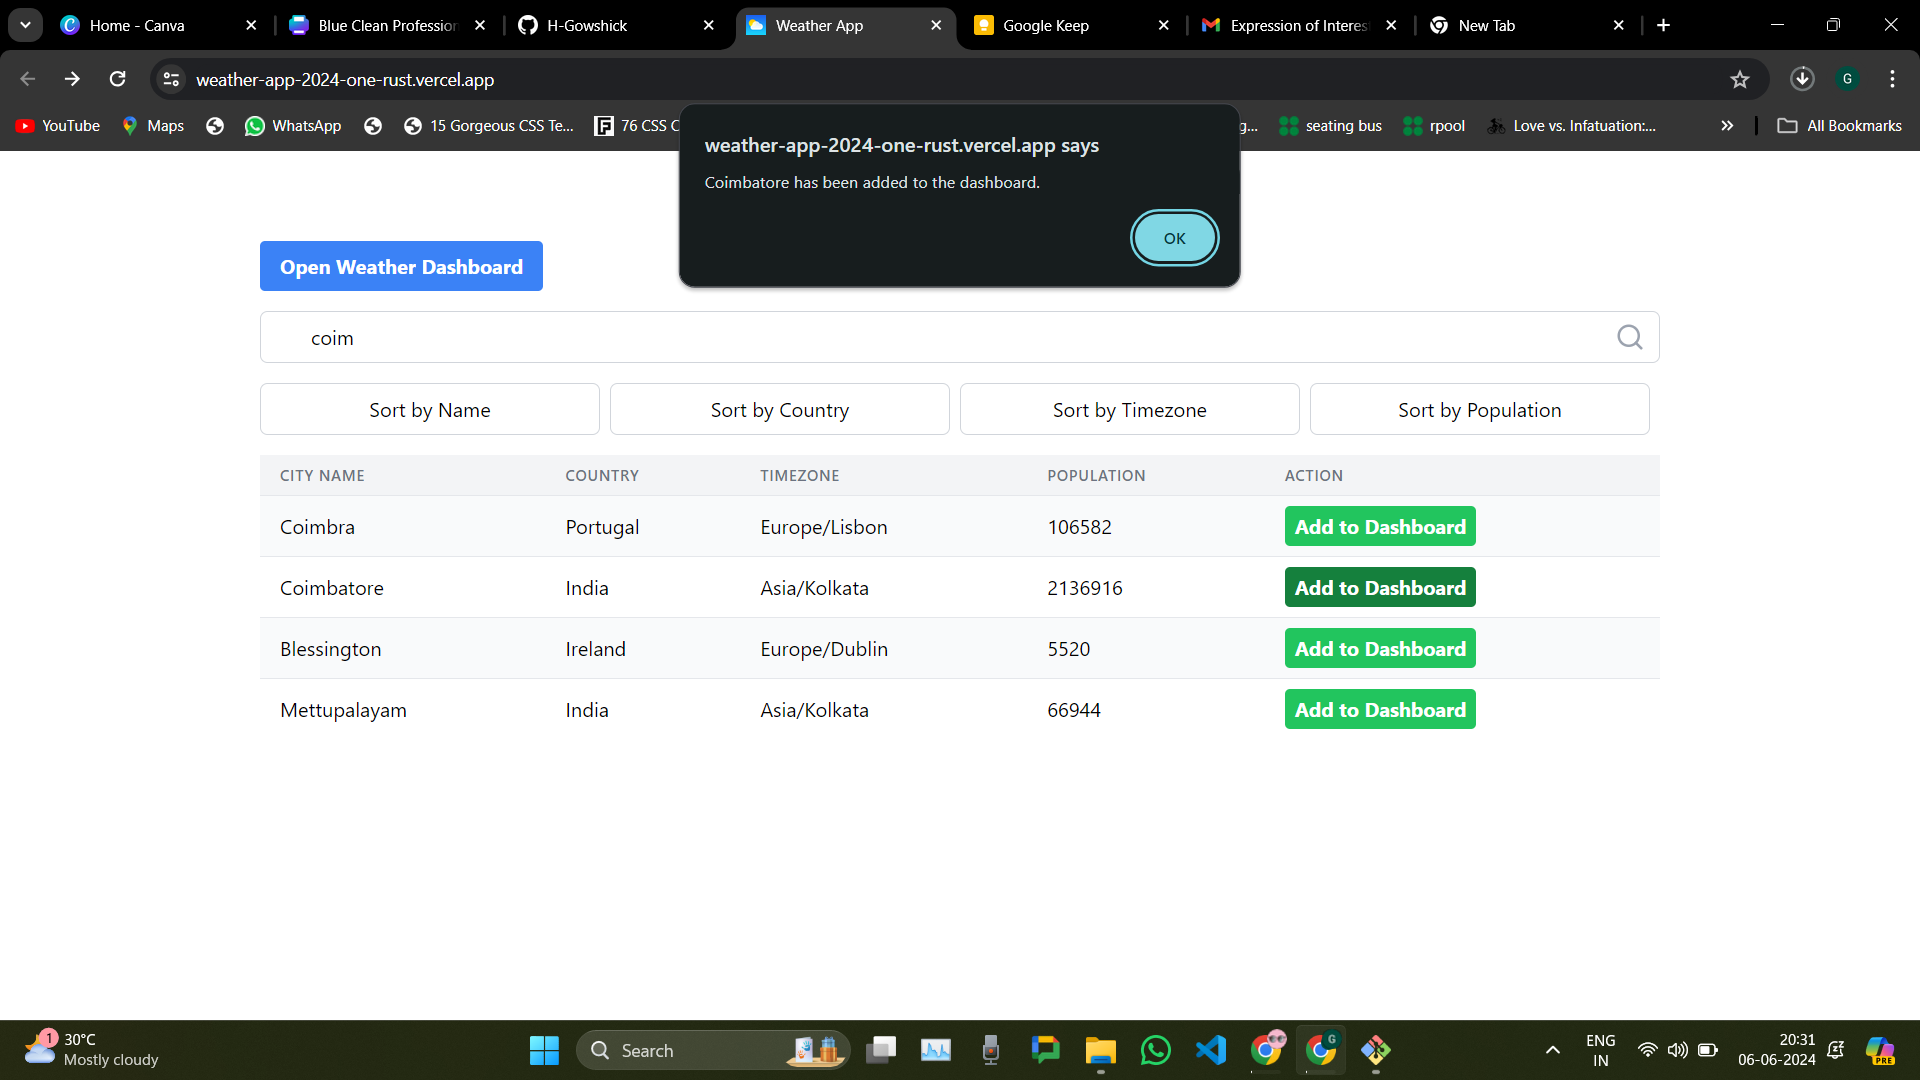 Home - Canva
Blue Clean Profession
H-Gowshick
Weather App
Google Keep
Expression of Interes
New Tab
weather-app-2024-one-rust.vercel.app
G
YouTube
Maps
WhatsApp
15 Gorgeous CSS Te...
76 CSS C
g...
seating bus
rpool
Love vs. Infatuation:...
All Bookmarks
weather-app-2024-one-rust.vercel.app says
Coimbatore has been added to the dashboard.
OK
Open Weather Dashboard
coim
Sort by Name Sort by Country Sort by Timezone Sort by Population
CITY NAME COUNTRY TIMEZONE POPULATION ACTION
Coimbra Portugal Europe/Lisbon 106582 Add to Dashboard
Coimbatore India Asia/Kolkata 2136916 Add to Dashboard
Blessington Ireland Europe/Dublin 5520 Add to Dashboard
Mettupalayam India Asia/Kolkata 66944 Add to Dashboard
1
30°C
Mostly cloudy
Search
G
ENG
IN
20:31
06-06-2024
PRE